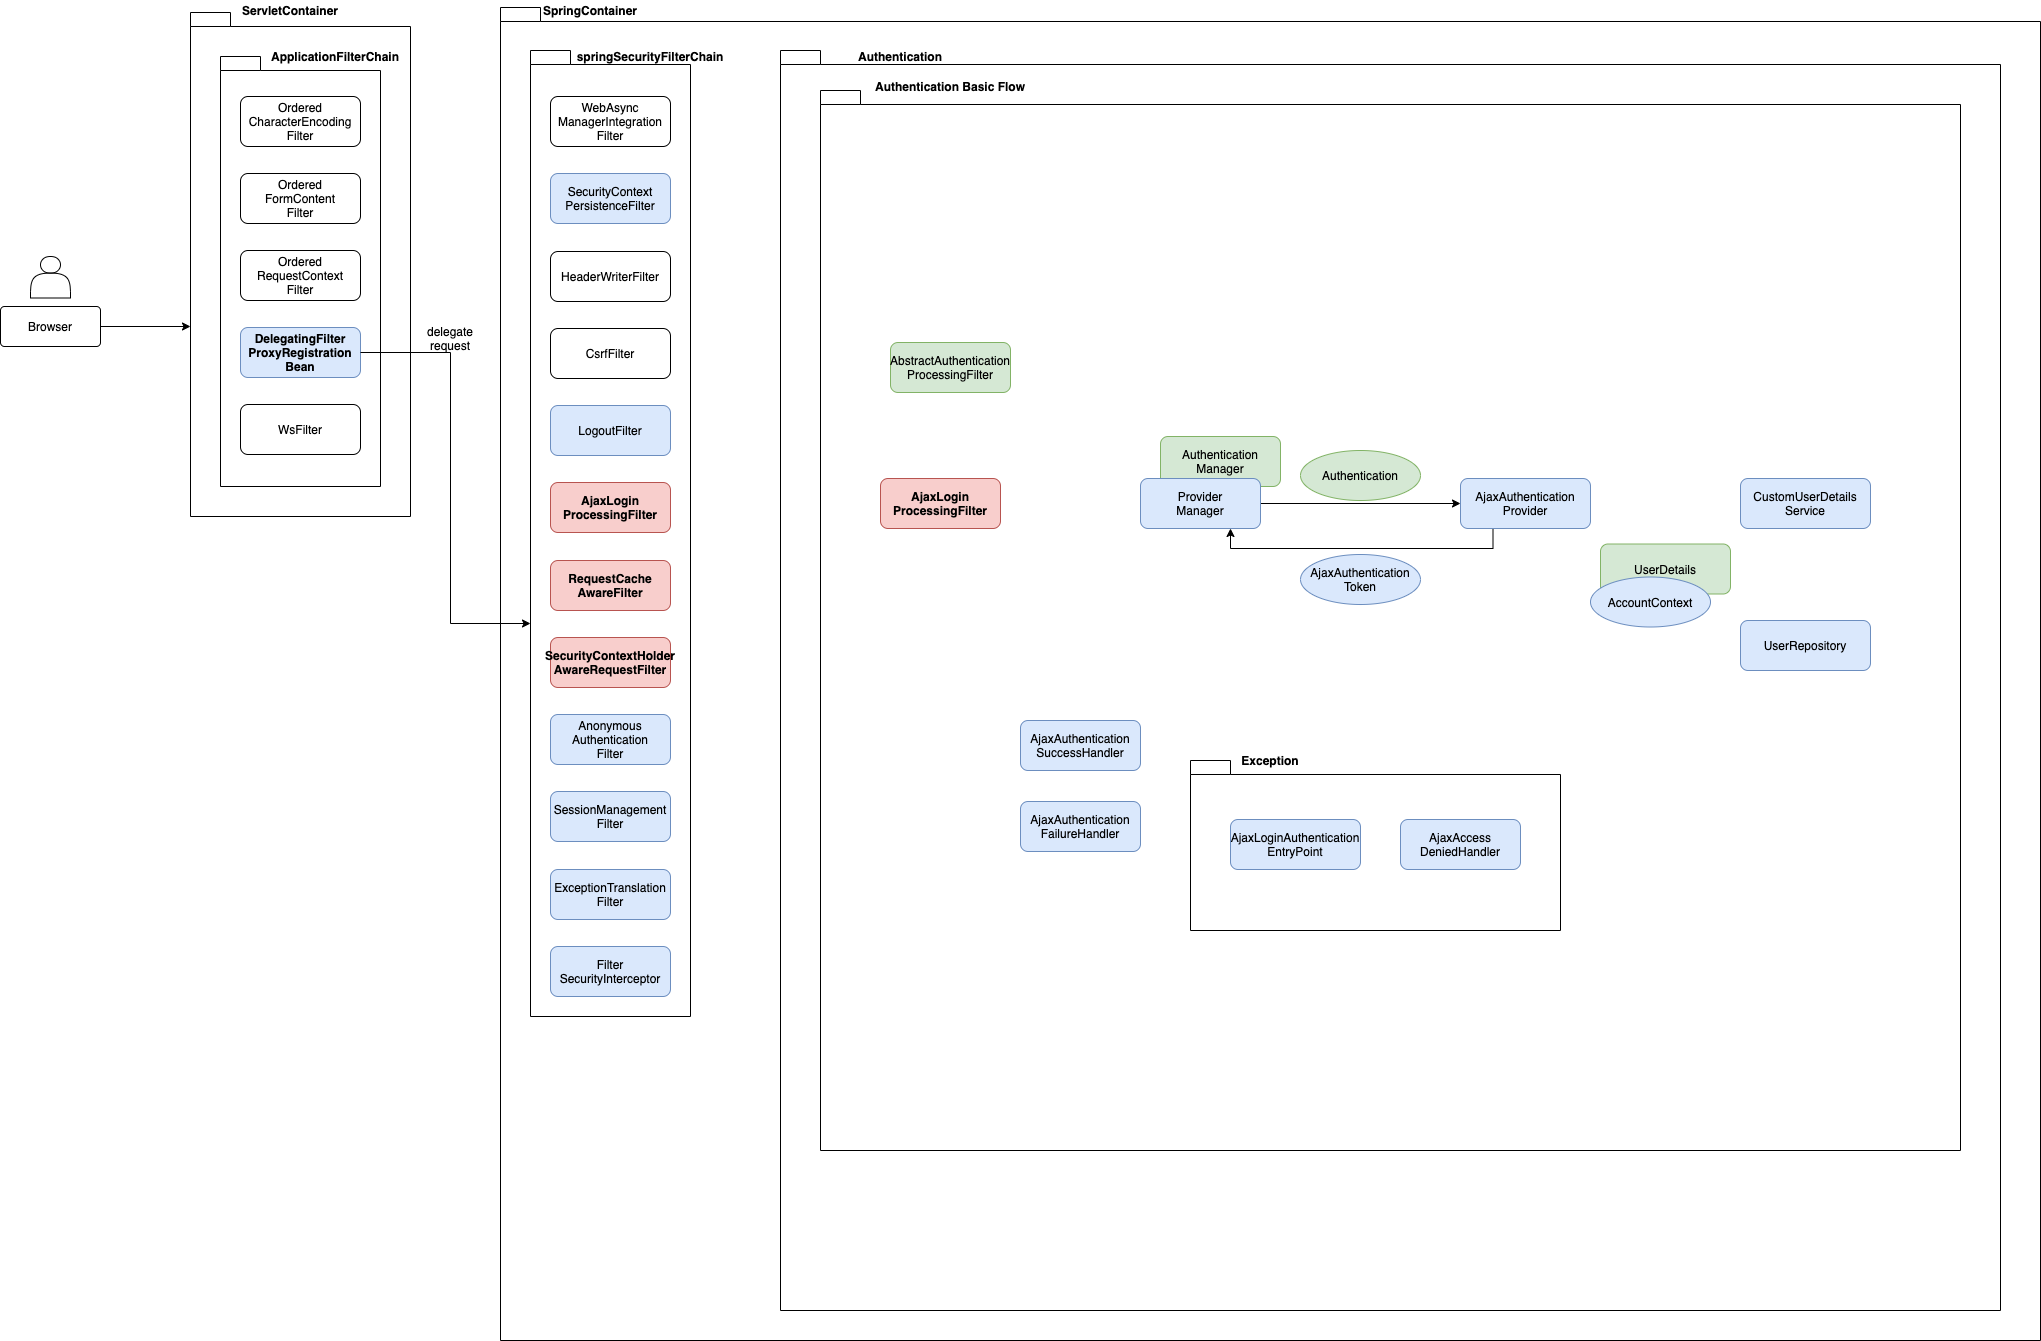 ServletContainer
ApplicationFilterChain
Ordered
CharacterEncoding
Filter
Ordered
FormContent
Filter
Ordered
RequestContext
Filter
Browser
DelegatingFilter
ProxyRegistration
Bean
WsFilter
delegate
request
SpringContainer
springSecurityFilterChain
WebAsync
ManagerIntegration
Filter
SecurityContext
PersistenceFilter
HeaderWriterFilter
CsrfFilter
LogoutFilter
AjaxLogin
ProcessingFilter
RequestCache
AwareFilter
SecurityContextHolder
AwareRequestFilter
Anonymous
Authentication
Filter
SessionManagement
Filter
ExceptionTranslation
Filter
Filter
SecurityInterceptor
Authentication
Authentication Basic Flow
AbstractAuthentication
ProcessingFilter
AjaxLogin
ProcessingFilter
Authentication
Manager
Provider
Manager
Authentication
AjaxAuthentication
Provider
AjaxAuthentication
Token
CustomUserDetails
Service
UserDetails
AccountContext
UserRepository
AjaxAuthentication
SuccessHandler
AjaxAuthentication
FailureHandler
Exception
AjaxLoginAuthentication
EntryPoint
AjaxAccess
DeniedHandler